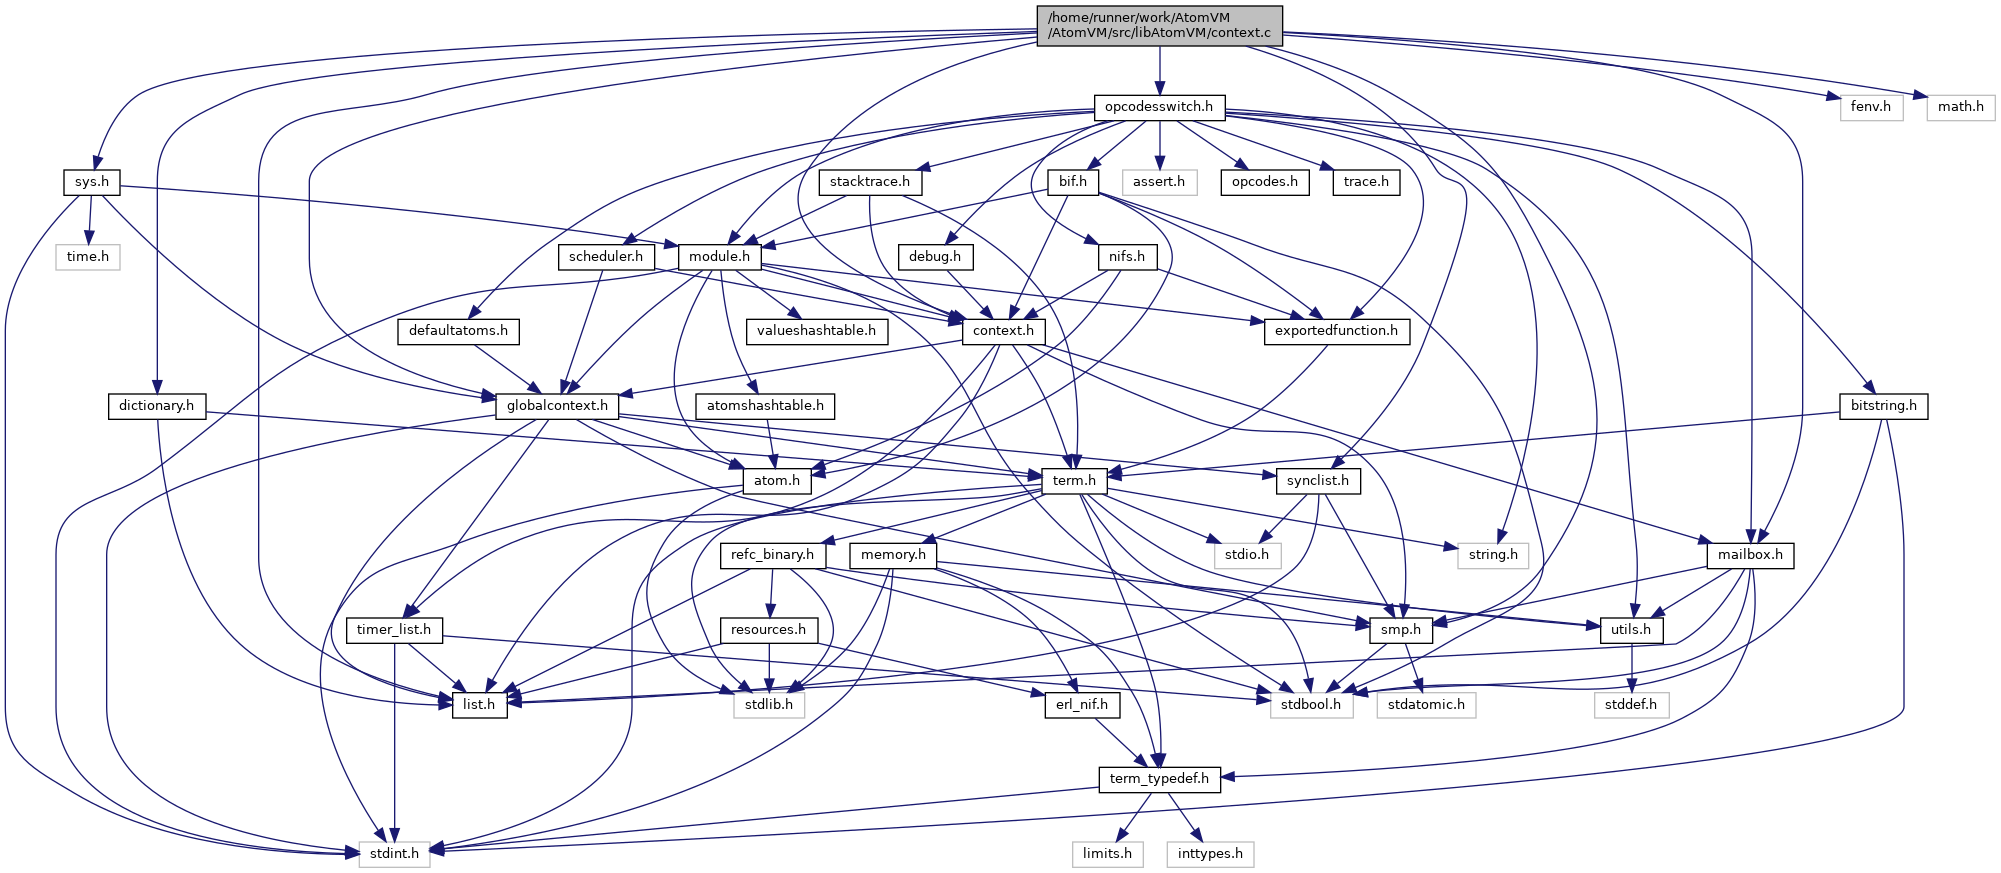 /home/runner/work/AtomVM
/AtomVM/src/libAtomVM/context.c
opcodesswitch.h
fenv.h
math.h
sys.h
stacktrace.h
bif.h
assert.h
opcodes.h
trace.h
time.h
scheduler.h
module.h
debug.h
nifs.h
defaultatoms.h
valueshashtable.h
context.h
exportedfunction.h
dictionary.h
globalcontext.h
atomshashtable.h
bitstring.h
atom.h
term.h
synclist.h
refc_binary.h
memory.h
stdio.h
string.h
mailbox.h
timer_list.h
resources.h
smp.h
utils.h
list.h
stdlib.h
erl_nif.h
stdbool.h
stdatomic.h
stddef.h
term_typedef.h
stdint.h
limits.h
inttypes.h